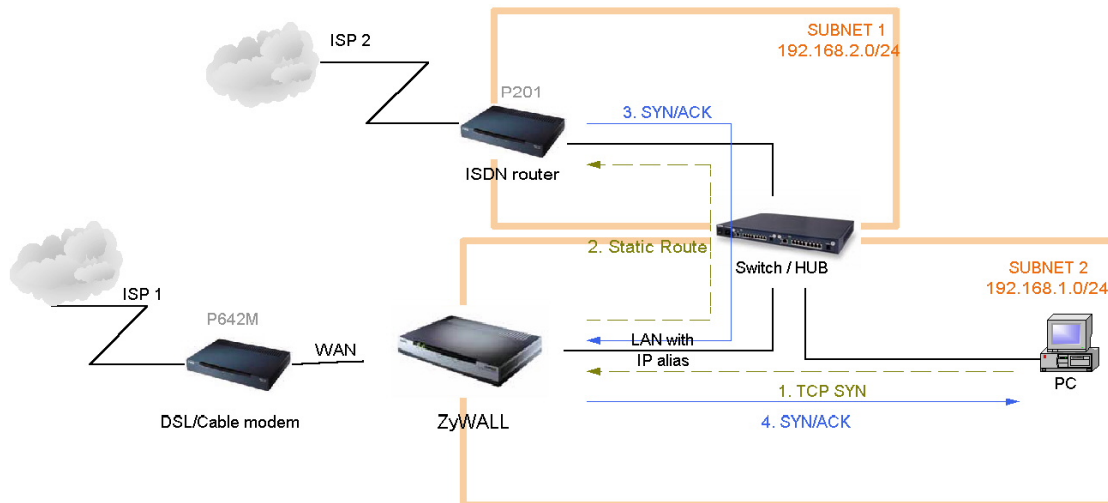 ISP 2
SUBNET 1
192.168.2.0/24
P201
3. SYN/ACK
ISDN router
2. Static Route
Switch / HUB
SUBNET 2
192.168.1.0/24
ISP 1
P642M
WAN
LAN with
IP alias
PC
1. TCP SYN
DSL/Cable modem
ZyWALL
4. SYN/ACK